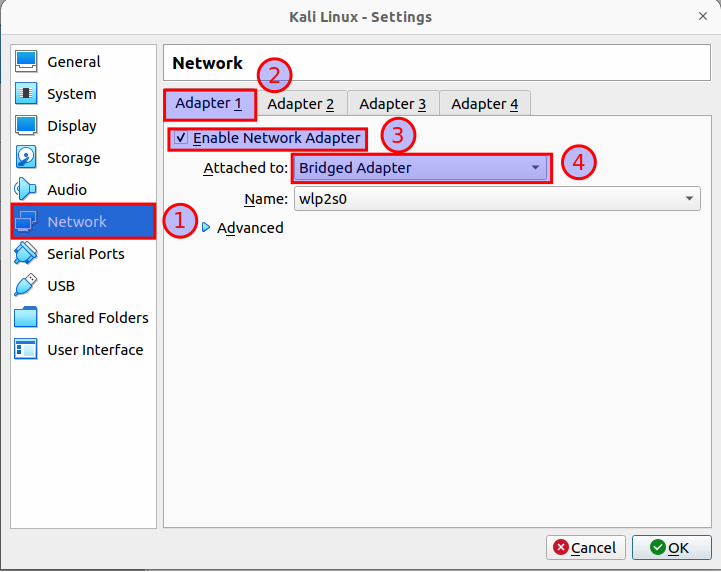 Kali Linux - Settings
General
System
Display
Storage
Audio
Network
Serial Ports
USB
Shared Folders
User Interface
Network
2
Adapter 1
Adapter 2
Adapter 3
Adapter 4
Enable Network Adapter
3
Attached to:
Bridged Adapter
4
Name:
wlp2s0
1
Advanced
Cancel
OK